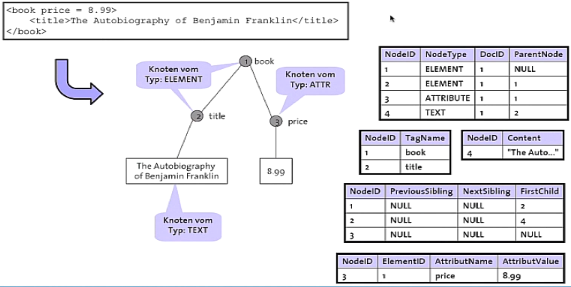 <book price = 8.99>
<title>The Autobiography of Benjamin Franklin</title>
</book>
Knoten vom
Typ: ELEMENT
1 book
Knoten vom
Typ: ATTR
2 title
3 price
The Autobiography
of Benjamin Franklin
8.99
Knoten vom
Typ: TEXT
NodeID NodeType DocID ParentNode
1 ELEMENT 1 NULL
2 ELEMENT 1 1
3 ATTRIBUTE 1 1
4 TEXT 1 2
NodeID TagName
1 book
2 title
NodeID Content
4 "The Auto..."
NodeID PreviousSibling NextSibling FirstChild
1 NULL NULL 2
2 NULL NULL 4
3 NULL NULL NULL
NodeID ElementID AttributName AttributValue
3 1 price 8.99